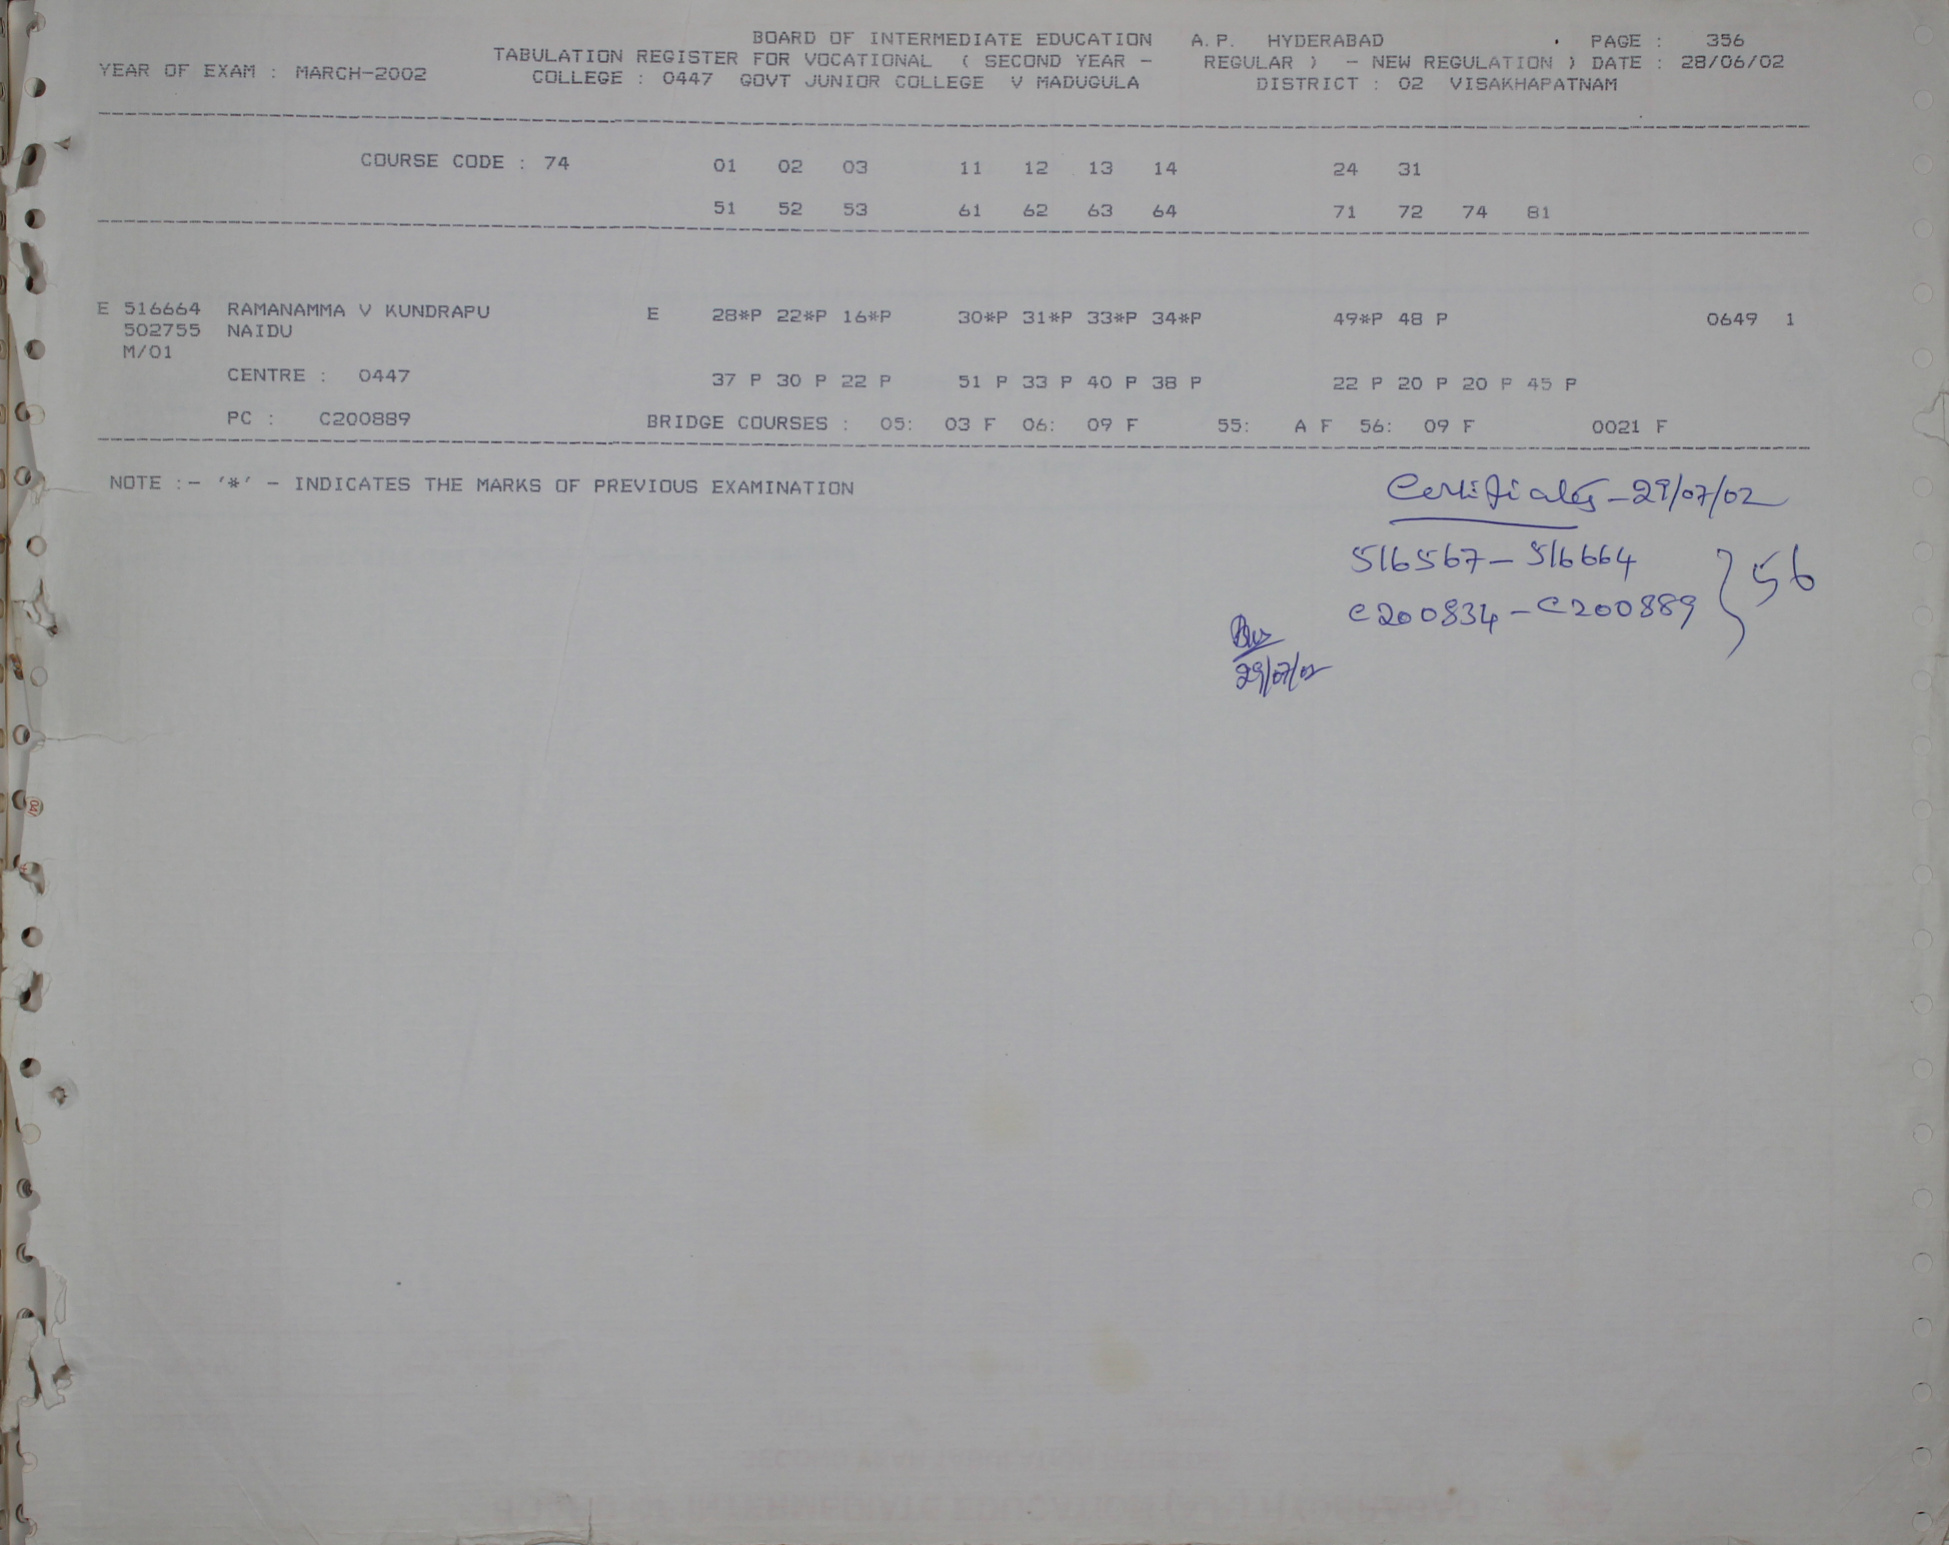 BOARD OF INTERMEDIATE EDUCATION A.P. HYDERABAD PAGE : 356
YEAR OF EXAM : MARCH-2002 TABULATION REGISTER FOR VOCATIONAL ( SECOND YEAR - REGULAR ) - NEW REGULATION ) DATE : 28/06/02
COLLEGE : 0447 GOVT JUNIOR COLLEGE V MADUGULA DISTRICT : 02 VISAKHAPATNAM
COURSE CODE : 74 01 02 03 11 12 13 14 24 31
51 52 53 61 62 63 64 71 72 74 81
E 516664 RAMANAMMA V KUNDRAPU E 28*P 22*P 16*P 30*P 31*P 33*P 34*P 49*P 48 P 0649 1
502755 NAIDU
M/01
CENTRE : 0447 37 P 30 P 22 P 51 P 33 P 40 P 38 P 22 P 20 P 20 P 45 P
PC : C200889 BRIDGE COURSES : 05: 03 F 06: 09 F 55: A F 56: 09 F 0021 F
NOTE :- '*' - INDICATES THE MARKS OF PREVIOUS EXAMINATION
Certificates - 29/07/02
516567 - 516664 } 56
C200834 - C200889
29/07/02